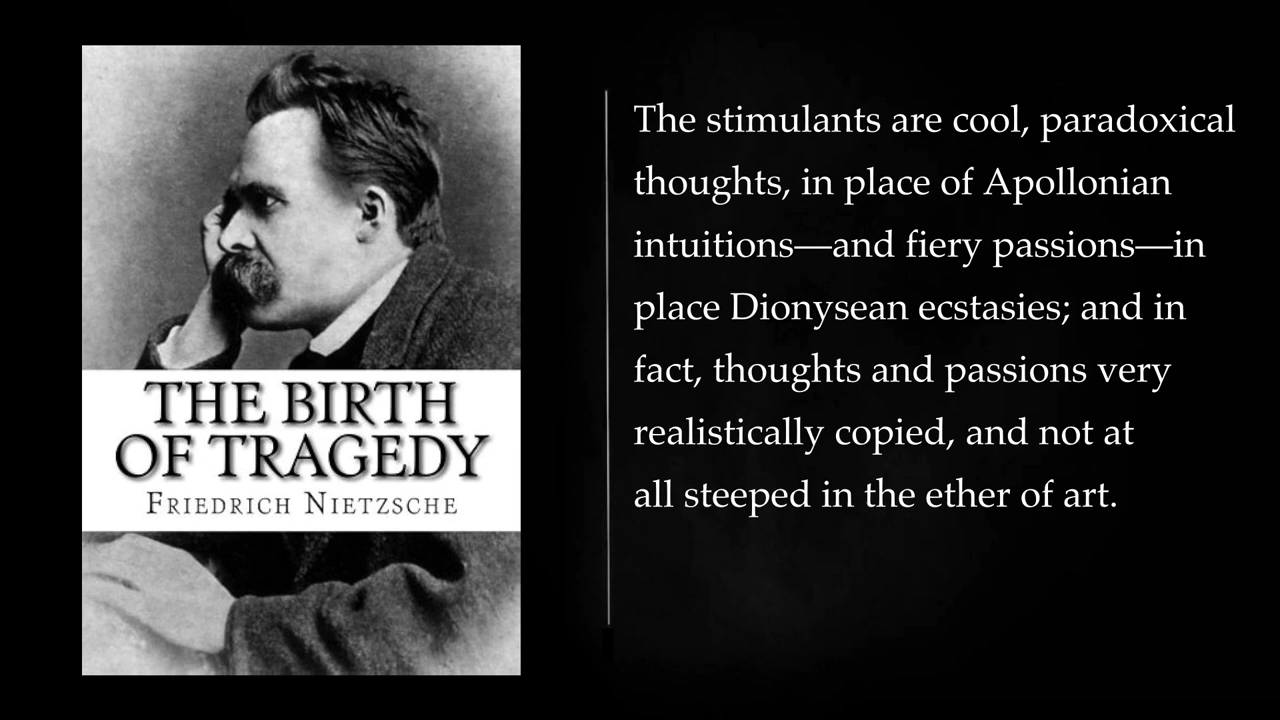 THE BIRTH
OF TRAGEDY
FRIEDRICH NIETZSCHE
The stimulants are cool, paradoxical
thoughts, in place of Apollonian
intuitions—and fiery passions—in
place Dionysean ecstasies; and in
fact, thoughts and passions very
realistically copied, and not at
all steeped in the ether of art.